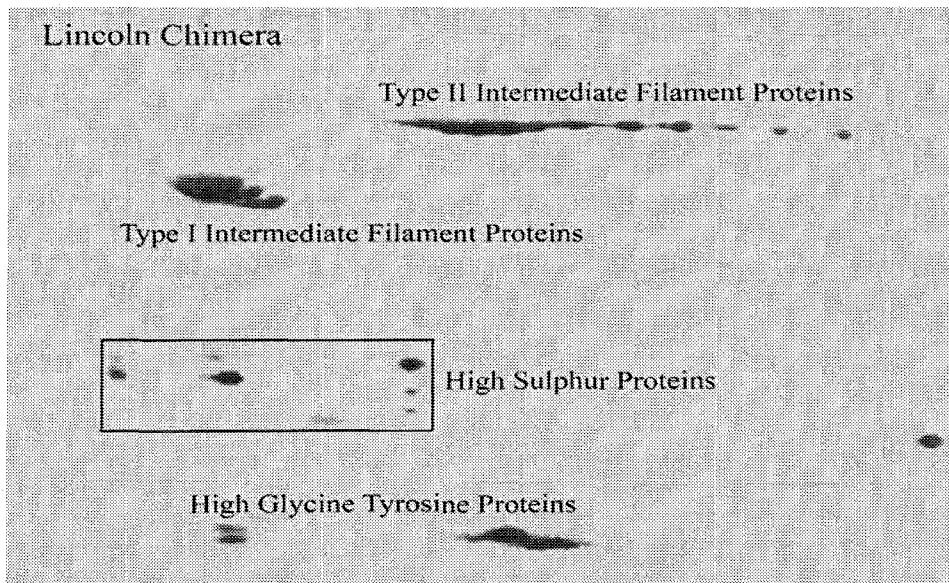 Lincoln Chimera
Type II Intermediate Filament Proteins
Type I Intermediate Filament Proteins
High Sulphur Proteins
High Glycine Tyrosine Proteins